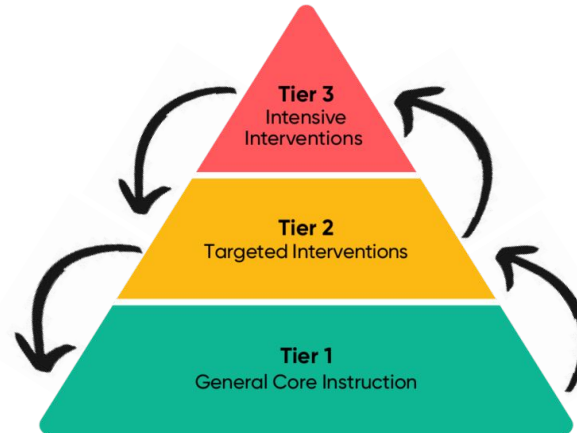 Tier 3
Intensive
Interventions
Tier 2
Targeted Interventions
Tier 1
General Core Instruction